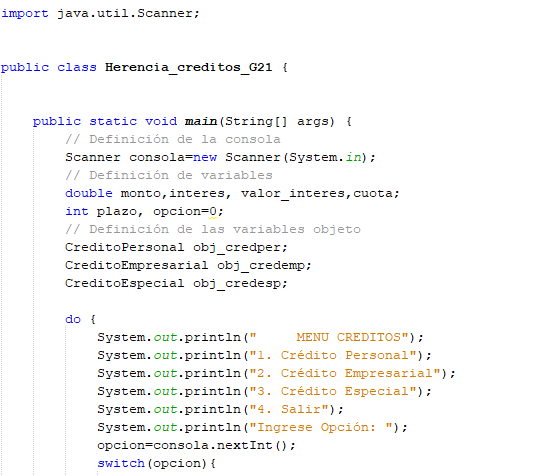 import java.util.Scanner;
public class Herencia_creditos_G21 {
public static void main(String[] args) {
// Definición de la consola
Scanner consola=new Scanner(System.in);
// Definición de variables
double monto,interes, valor_interes,cuota;
int plazo, opcion=0;
// Definición de las variables objeto
CreditoPersonal obj_credper;
CreditoEmpresarial obj_credemp;
CreditoEspecial obj_credesp;
do {
System.out.println("     MENU CREDITOS");
System.out.println("1. Crédito Personal");
System.out.println("2. Crédito Empresarial");
System.out.println("3. Crédito Especial");
System.out.println("4. Salir");
System.out.println("Ingrese Opción: ");
opcion=consola.nextInt();
switch(opcion){